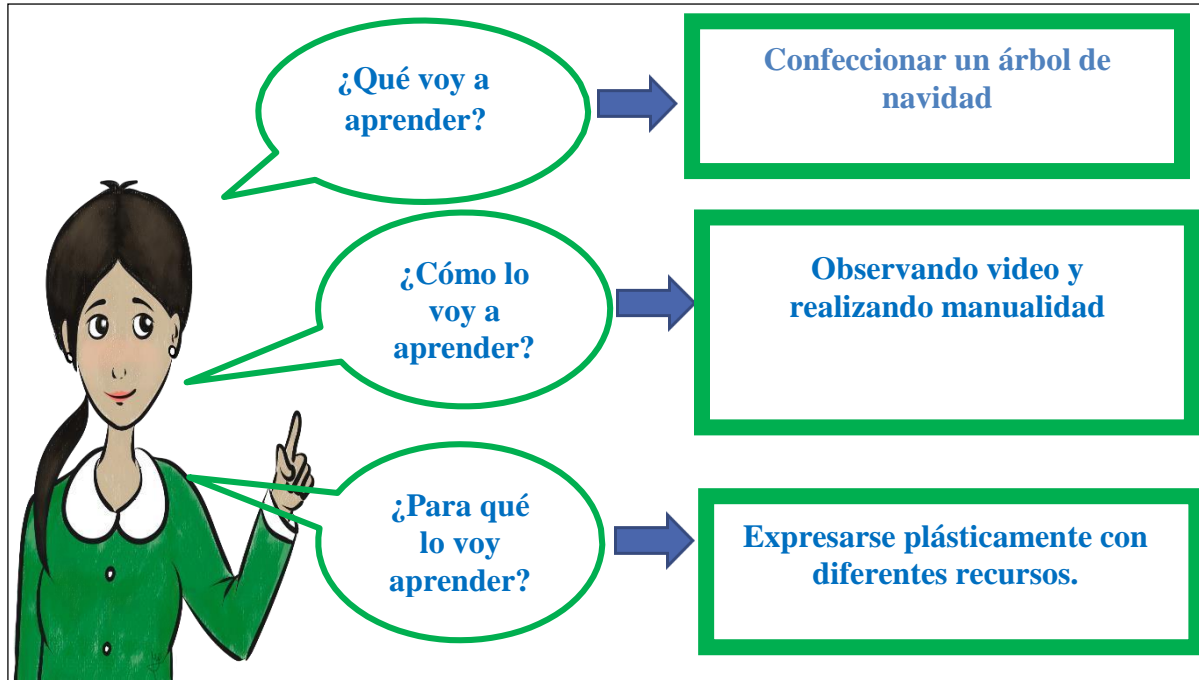 ¿Qué voy a
aprender?
Confeccionar un árbol de
navidad
¿Cómo lo
voy a
aprender?
Observando video y
realizando manualidad
¿Para qué
lo voy
aprender?
Expresarse plásticamente con
diferentes recursos.